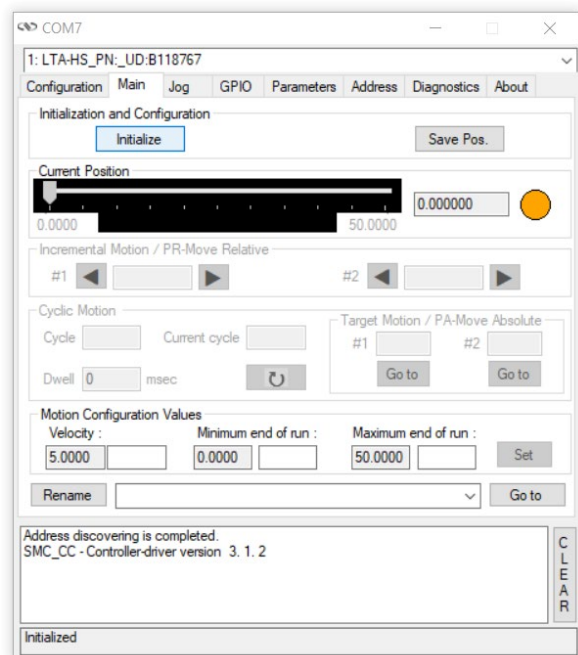 COM7
1: LTA-HS_PN:_UD:B118767
Configuration Main Jog GPIO Parameters Address Diagnostics About
Initialization and Configuration
Initialize Save Pos.
Current Position
0.000000
0.0000 50.0000
Incremental Motion / PR-Move Relative
#1 #2
Cyclic Motion
Cycle Current cycle
Dwell 0 msec
Target Motion / PA-Move Absolute
#1 #2
Go to Go to
Motion Configuration Values
Velocity : Minimum end of run : Maximum end of run :
5.0000 0.0000 50.0000 Set
Rename Go to
Address discovering is completed.
SMC_CC - Controller-driver version 3. 1. 2
CLEAR
Initialized